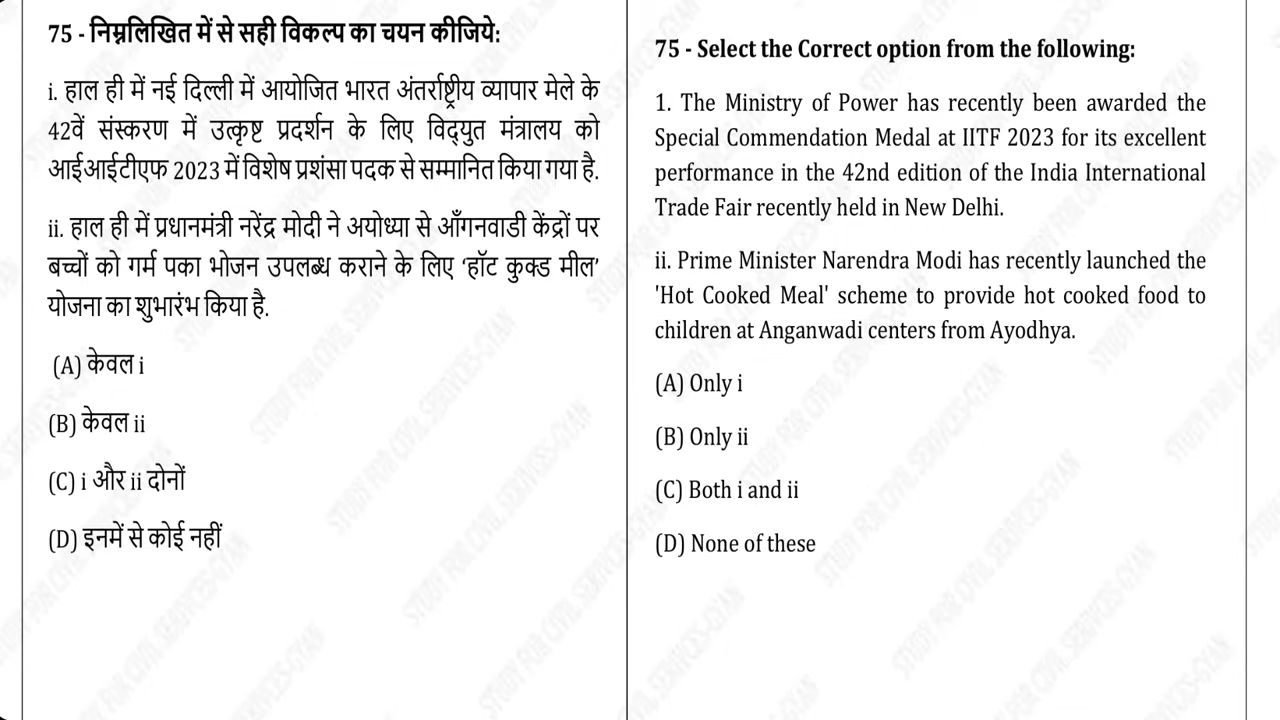 75 - निम्नलिखित में से सही विकल्प का चयन कीजिये:
i. हाल ही में नई दिल्ली में आयोजित भारत अंतर्राष्ट्रीय व्यापार मेले के
42वें संस्करण में उत्कृष्ट प्रदर्शन के लिए विद्युत मंत्रालय को
आईआईटीएफ 2023 में विशेष प्रशंसा पदक से सम्मानित किया गया है.
ii. हाल ही में प्रधानमंत्री नरेंद्र मोदी ने अयोध्या से आँगनवाडी केंद्रों पर
बच्चों को गर्म पका भोजन उपलब्ध कराने के लिए ‘हॉट कुक्ड मील’
योजना का शुभारंभ किया है.
(A) केवल i
(B) केवल ii
(C) i और ii दोनों
(D) इनमें से कोई नहीं
75 - Select the Correct option from the following:
1. The Ministry of Power has recently been awarded the
Special Commendation Medal at IITF 2023 for its excellent
performance in the 42nd edition of the India International
Trade Fair recently held in New Delhi.
ii. Prime Minister Narendra Modi has recently launched the
'Hot Cooked Meal' scheme to provide hot cooked food to
children at Anganwadi centers from Ayodhya.
(A) Only i
(B) Only ii
(C) Both i and ii
(D) None of these
STUDY FOR CIVIL SERVICES-GYAN